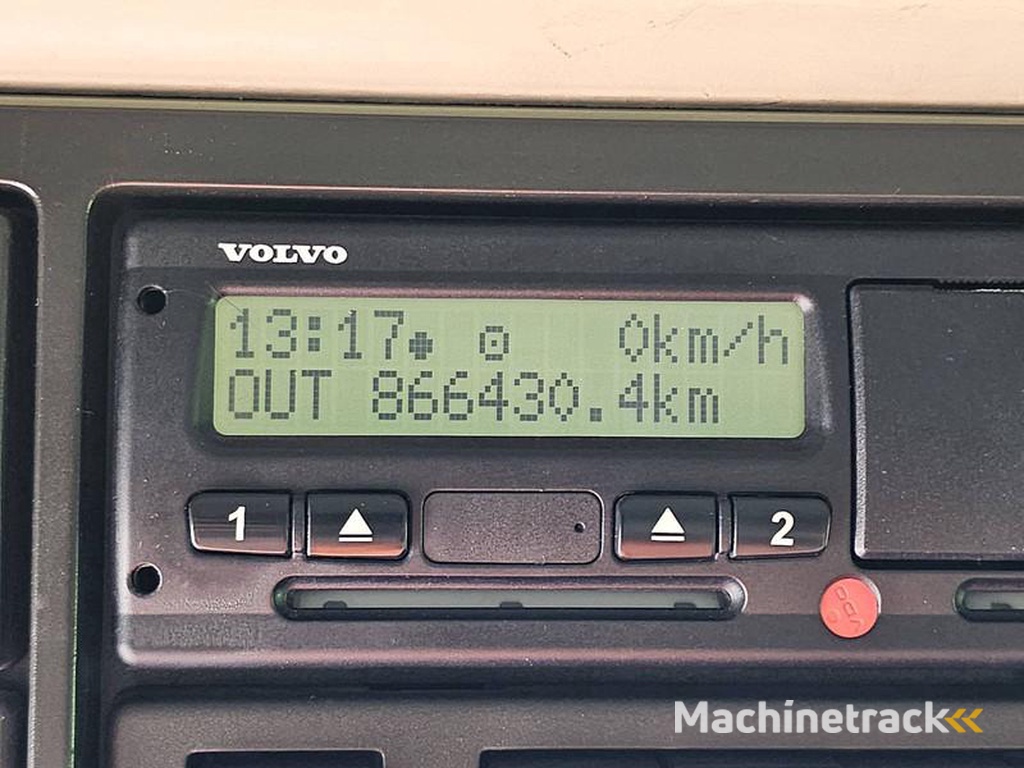 VOLVO
13:17 0km/h
OUT 866430.4km
1 2
Machinetrack